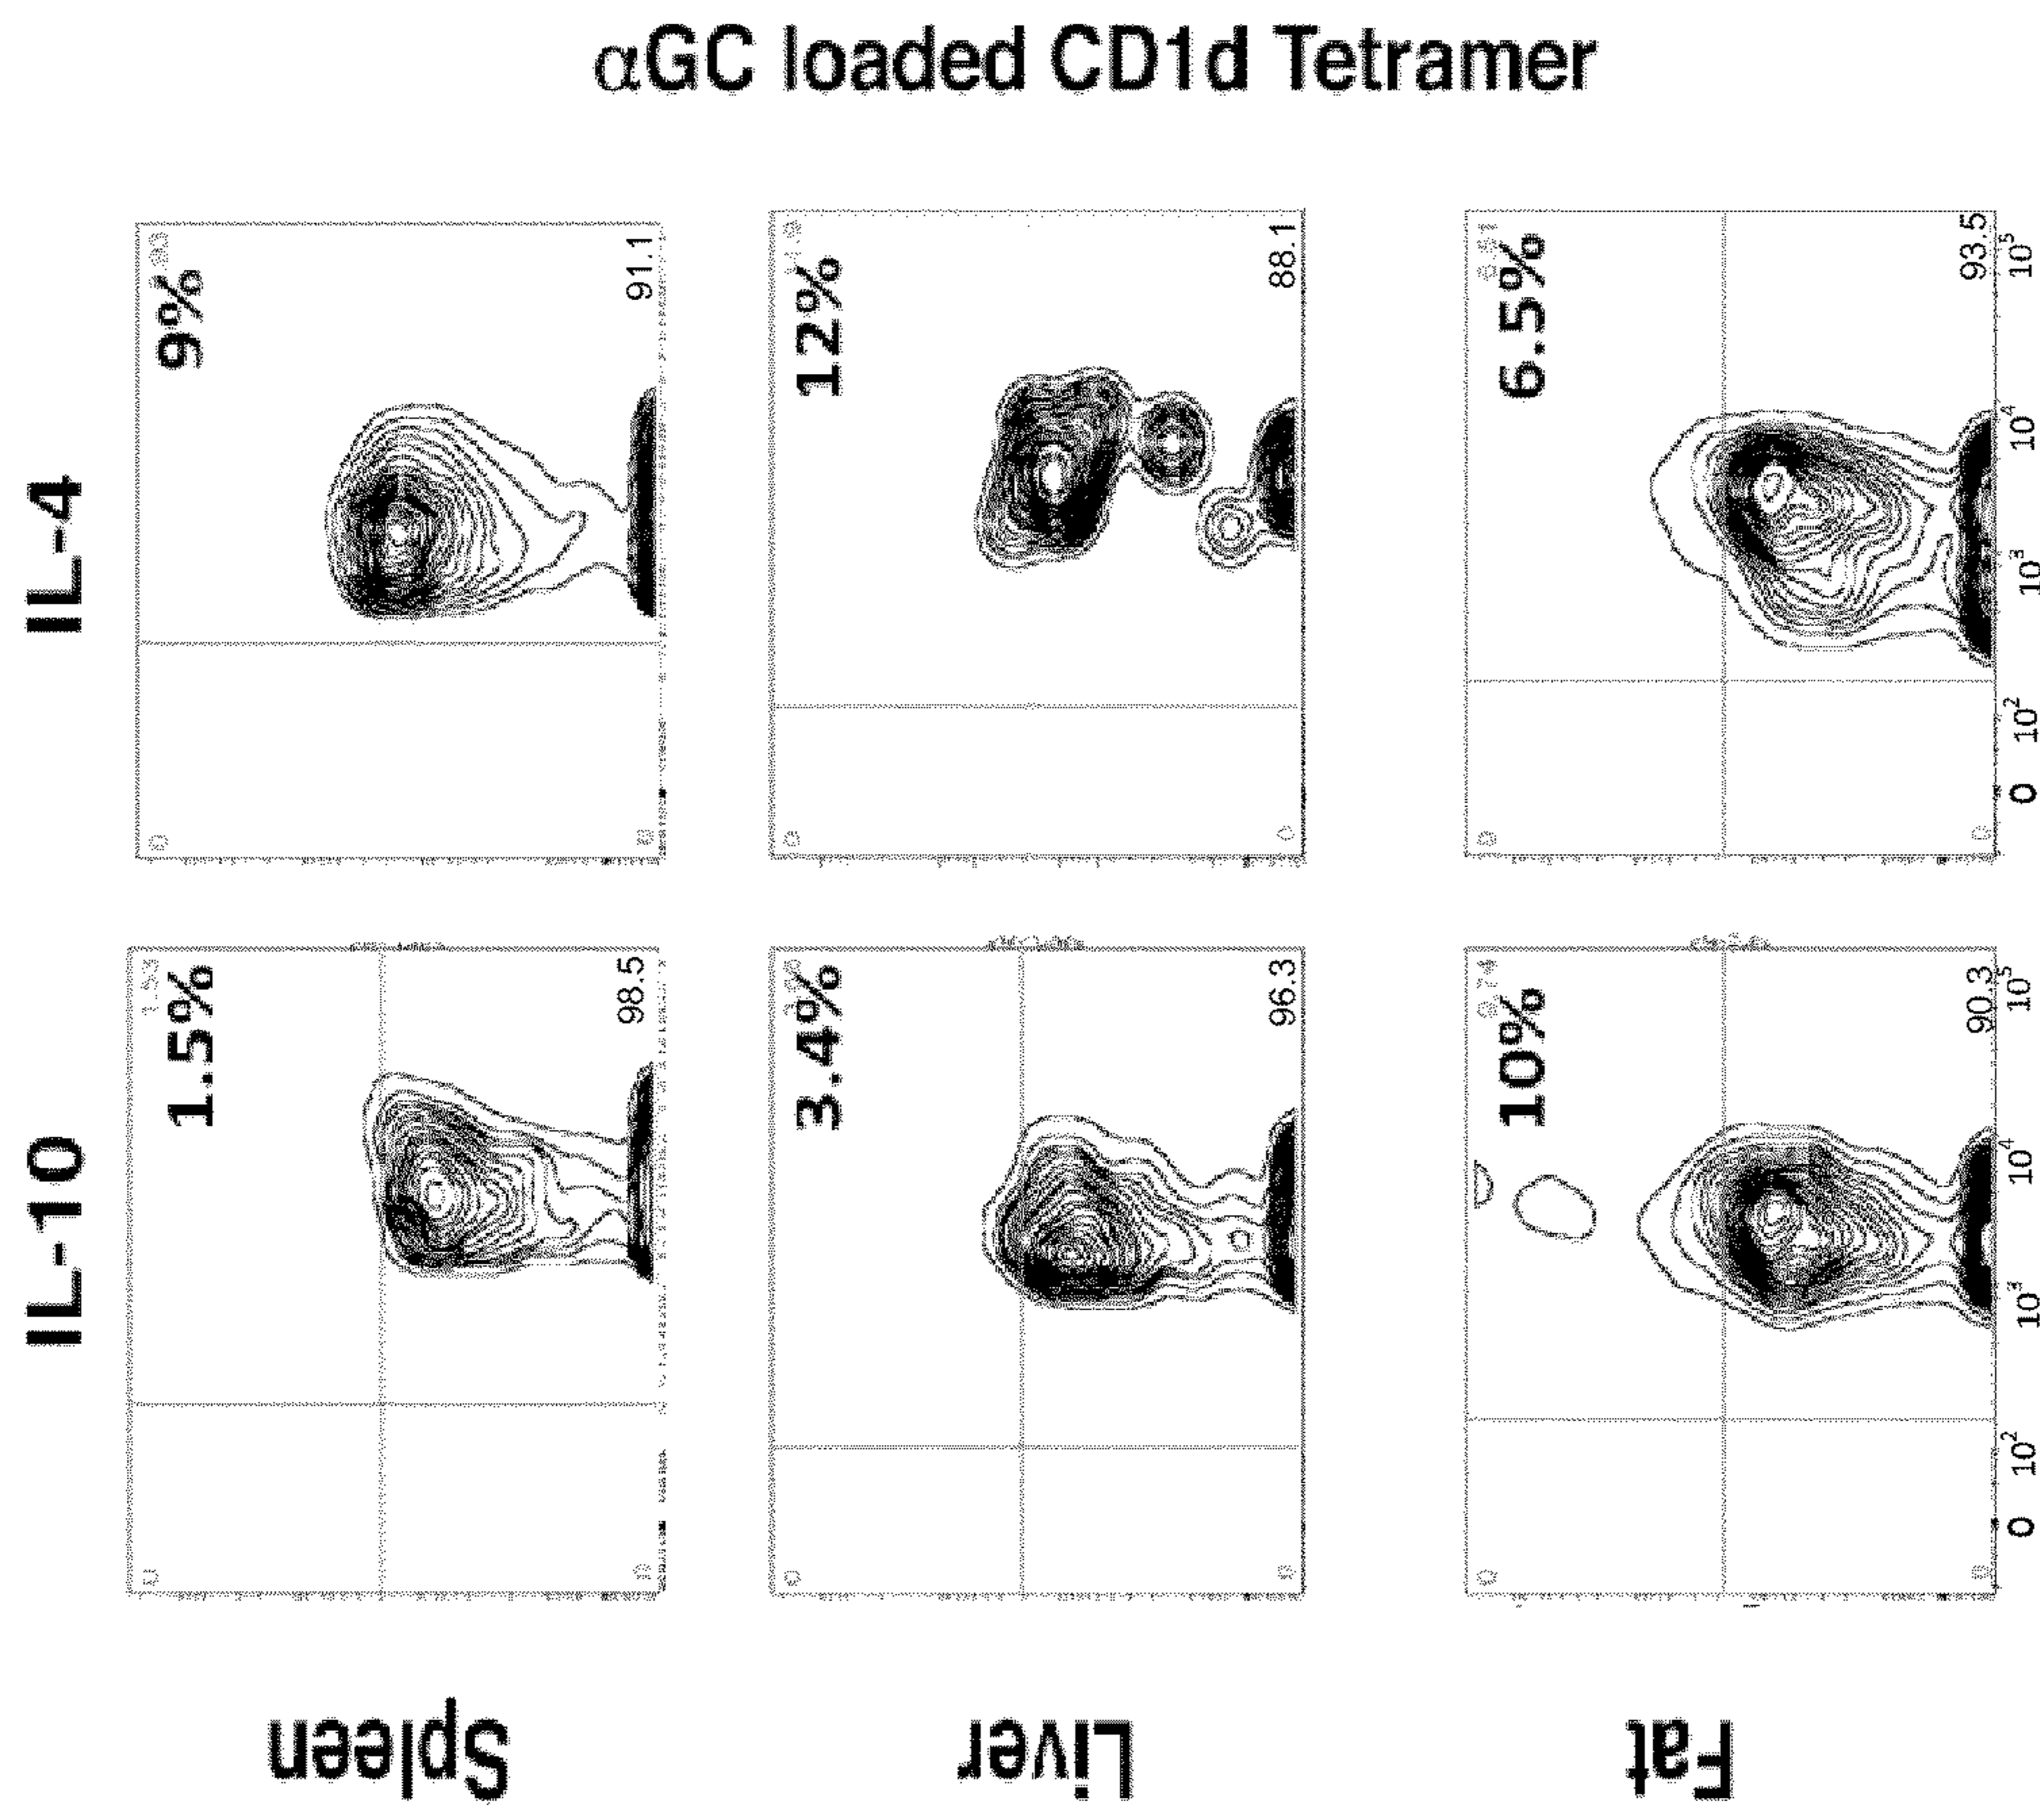 αGC loaded CD1d Tetramer
IL-10
IL-4
Spleen
1.5%
98.5
9%
91.1
Liver
3.4%
96.3
12%
88.1
Fat
10%
9.74
90.3
6.5%
93.5
0 10² 10³ 10⁴ 10⁵
0 10² 10³ 10⁴ 10⁵